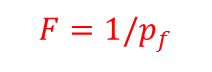 F = 1/p_f